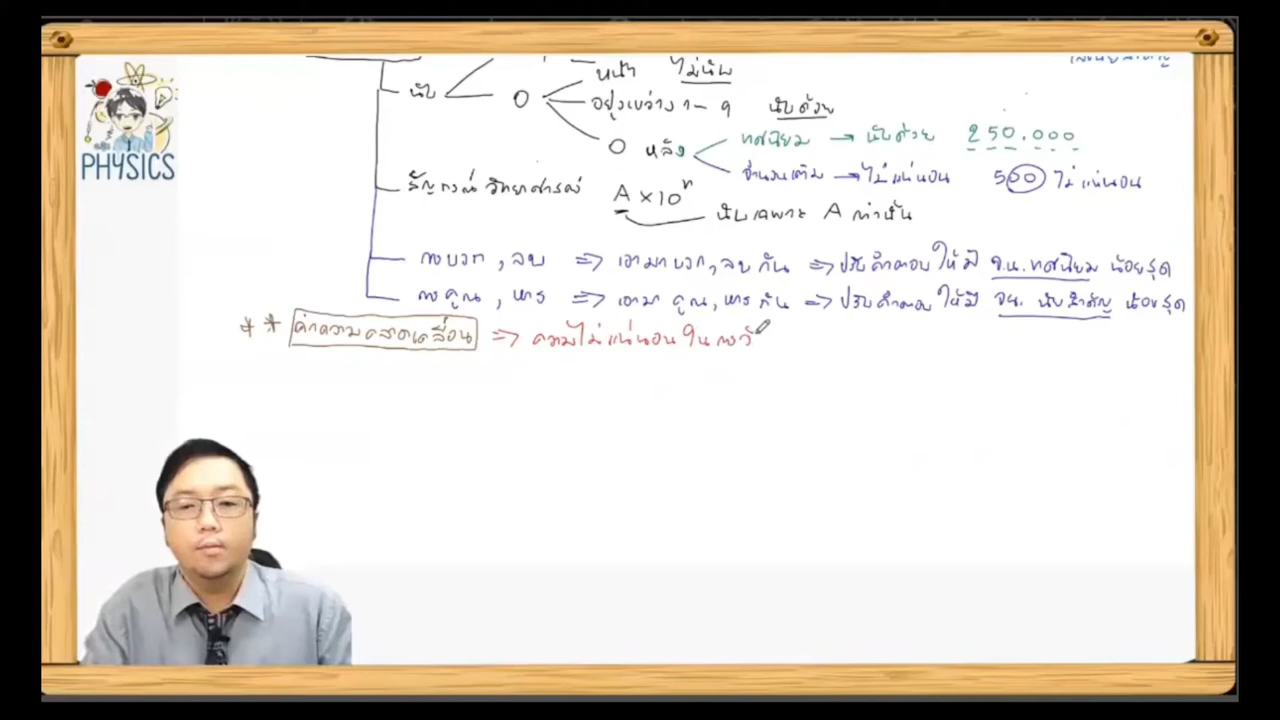 หน้า ไม่นับ
นับ 0 อยู่ระหว่าง 1-9 นับด้วย
0 หลัง ทศนิยม → นับด้วย 250.000
จำนวนเต็ม → ไม่แน่นอน 500 ไม่แน่นอน
สัญกรณ์วิทยาศาสตร์ A × 10ⁿ
นับเฉพาะ A เท่านั้น
การบวก, ลบ ⇒ เอามาบวก, ลบกัน ⇒ ปรับคำตอบให้มี จ.น. ทศนิยม น้อยสุด
การคูณ, หาร ⇒ เอามา คูณ, หารกัน ⇒ ปรับคำตอบให้มี จน. นัยสำคัญ น้อยสุด
** ค่าความคลาดเคลื่อน ⇒ ความไม่แน่นอนในการวั
PHYSICS